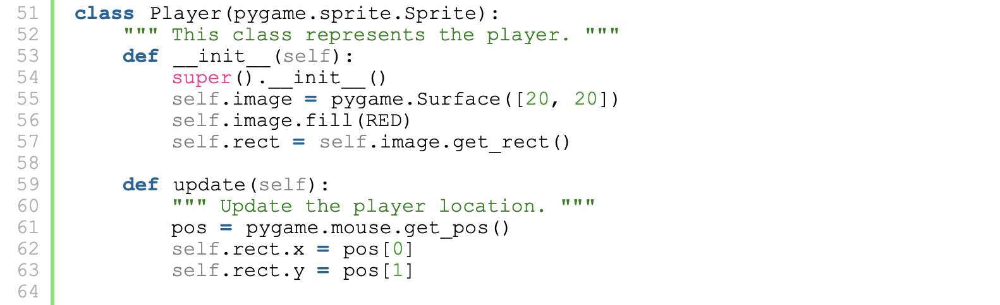 51 class Player(pygame.sprite.Sprite):
52     """ This class represents the player. """
53     def __init__(self):
54         super().__init__()
55         self.image = pygame.Surface([20, 20])
56         self.image.fill(RED)
57         self.rect = self.image.get_rect()
58
59     def update(self):
60         """ Update the player location. """
61         pos = pygame.mouse.get_pos()
62         self.rect.x = pos[0]
63         self.rect.y = pos[1]
64